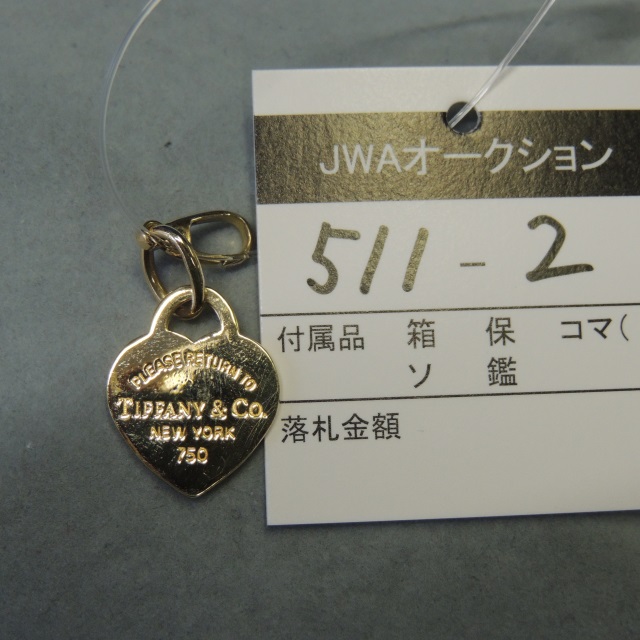 JWAオークション
511-2
付属品 箱 保 コマ(
ソ 鑑
落札金額
PLEASE RETURN TO
TIFFANY & CO.
NEW YORK
750